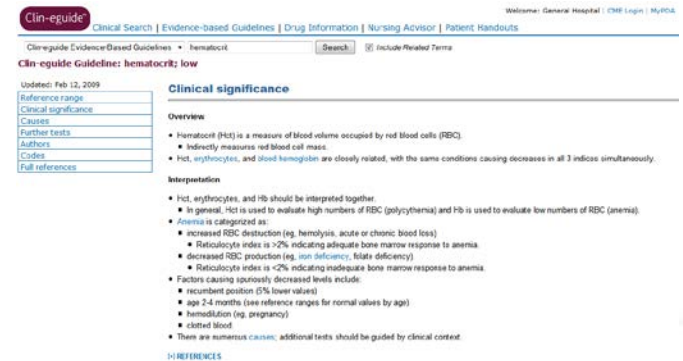 Clin-eguide
Welcome: General Hospital | CME Login | MyPDA
Clinical Search | Evidence-based Guidelines | Drug Information | Nursing Advisor | Patient Handouts
Clin-eguide Evidence-Based Guidelines hematocrit Search Include Related Terms
Clin-eguide Guideline: hematocrit; low
Updated: Feb 12, 2009
Reference range
Clinical significance
Causes
Further tests
Authors
Codes
Full references
Clinical significance
Overview
Hematocrit (Hct) is a measure of blood volume occupied by red blood cells (RBC).
Indirectly measures red blood cell mass.
Hct, erythrocytes, and blood hemoglobin are closely related, with the same conditions causing decreases in all 3 indices simultaneously.
Interpretation
Hct, erythrocytes, and Hb should be interpreted together.
In general, Hct is used to evaluate high numbers of RBC (polycythemia) and Hb is used to evaluate low numbers of RBC (anemia).
Anemia is categorized as:
increased RBC destruction (eg, hemolysis, acute or chronic blood loss)
Reticulocyte index is >2% indicating adequate bone marrow response to anemia.
decreased RBC production (eg, iron deficiency, folate deficiency)
Reticulocyte index is <2% indicating inadequate bone marrow response to anemia.
Factors causing spuriously decreased levels include:
recumbent position (5% lower values)
age 2-4 months (see reference ranges for normal values by age)
hemodilution (eg, pregnancy)
clotted blood
There are numerous causes; additional tests should be guided by clinical context
[+] REFERENCES